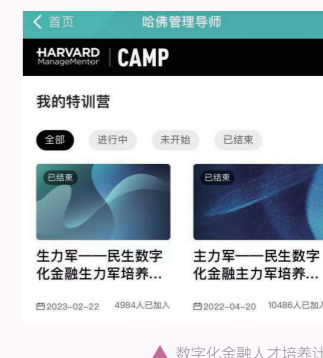 首页 哈佛管理导师
HARVARD CAMP
ManageMentor
我的特训营
全部 进行中 未开始 已结束
已结束 已结束
生力军——民生数字 主力军——民生数字
化金融生力军培养... 化金融主力军培养...
2023-02-22 4984人已加入 2022-04-20 10486人已加入
▲ 数字化金融人才培养计